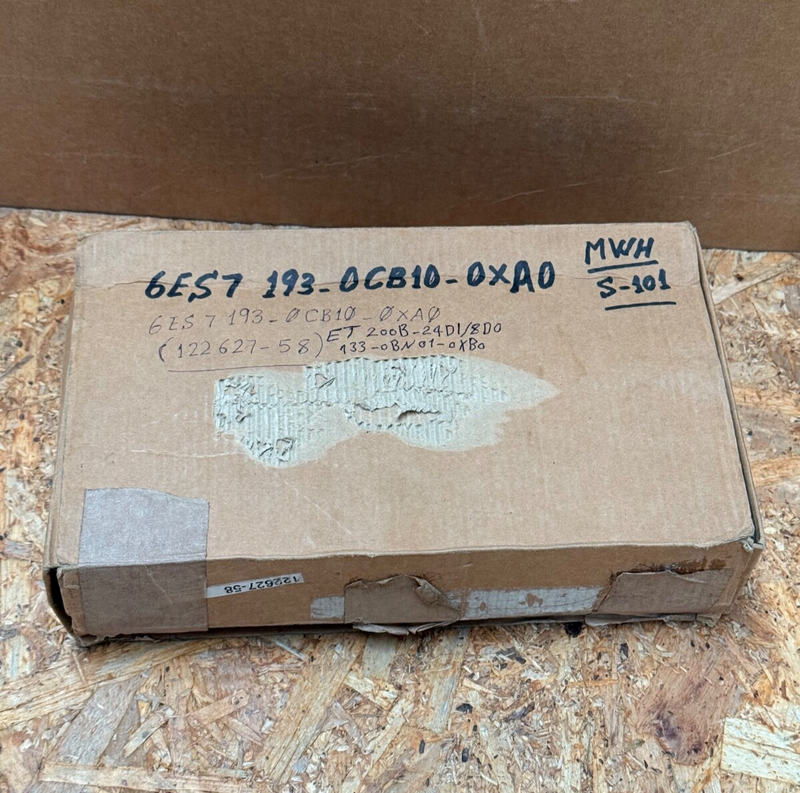 6ES7 193-0CB10-0XA0
MWH
S-101
6ES7 193-0CB10-0XA0
(122627-58)
ET 200B-24DI/8DO
133-0BN01-0XB0
122627-58